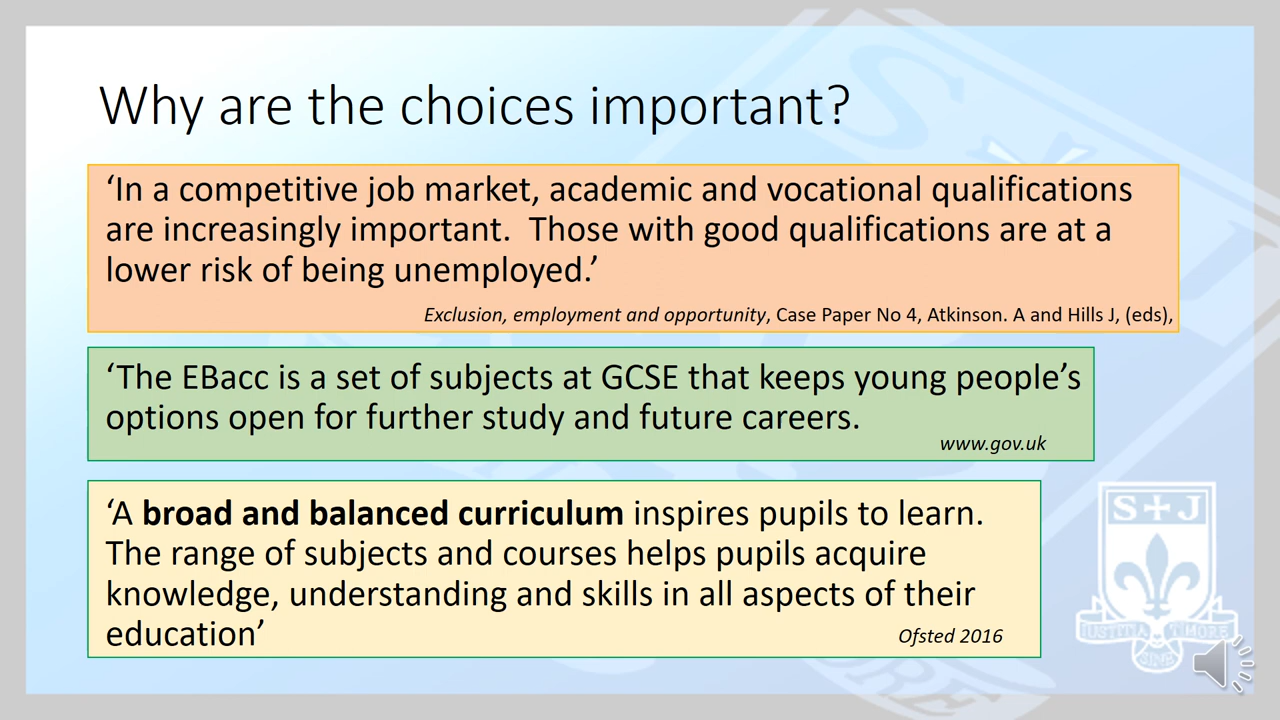 Why are the choices important?
‘In a competitive job market, academic and vocational qualifications
are increasingly important.  Those with good qualifications are at a
lower risk of being unemployed.’
Exclusion, employment and opportunity, Case Paper No 4, Atkinson. A and Hills J, (eds),
‘The EBacc is a set of subjects at GCSE that keeps young people’s
options open for further study and future careers.
www.gov.uk
‘A broad and balanced curriculum inspires pupils to learn.
The range of subjects and courses helps pupils acquire
knowledge, understanding and skills in all aspects of their
education’
Ofsted 2016
S J
JUSTITIA TIMORE
SINE